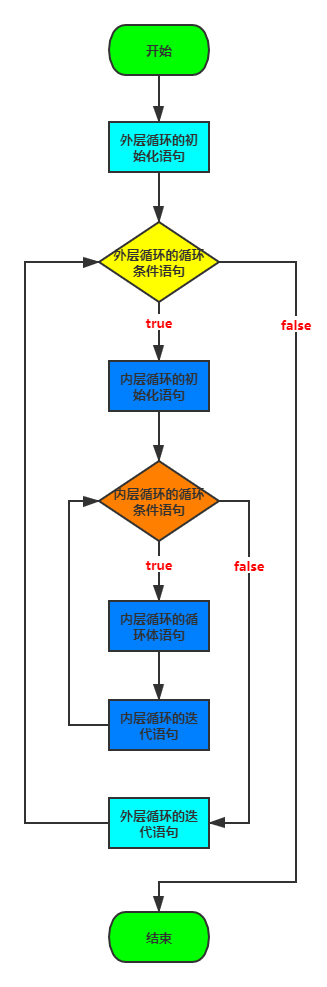 开始
外层循环的初
始化语句
外层循环的循环
条件语句
true
false
内层循环的初
始化语句
内层循环的循环
条件语句
true
false
内层循环的循
环体语句
内层循环的迭
代语句
外层循环的迭
代语句
结束